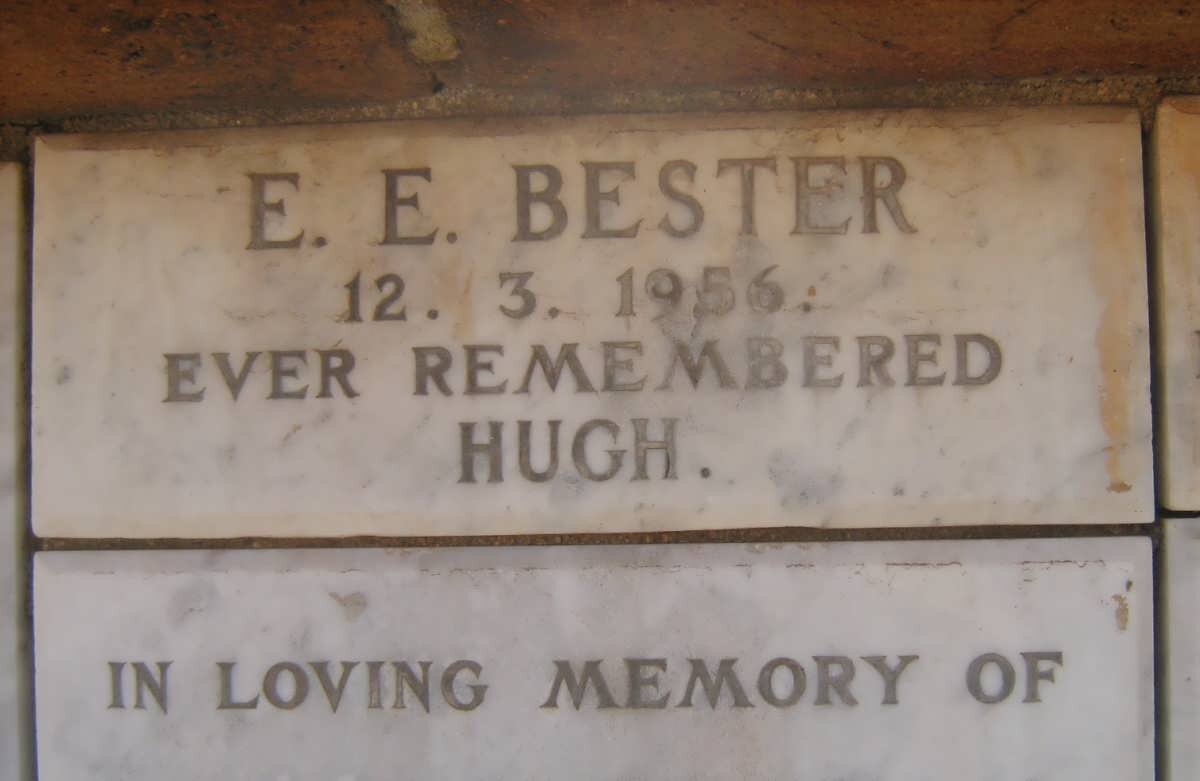 E. E. BESTER
12. 3. 1956.
EVER REMEMBERED
HUGH.
IN LOVING MEMORY OF